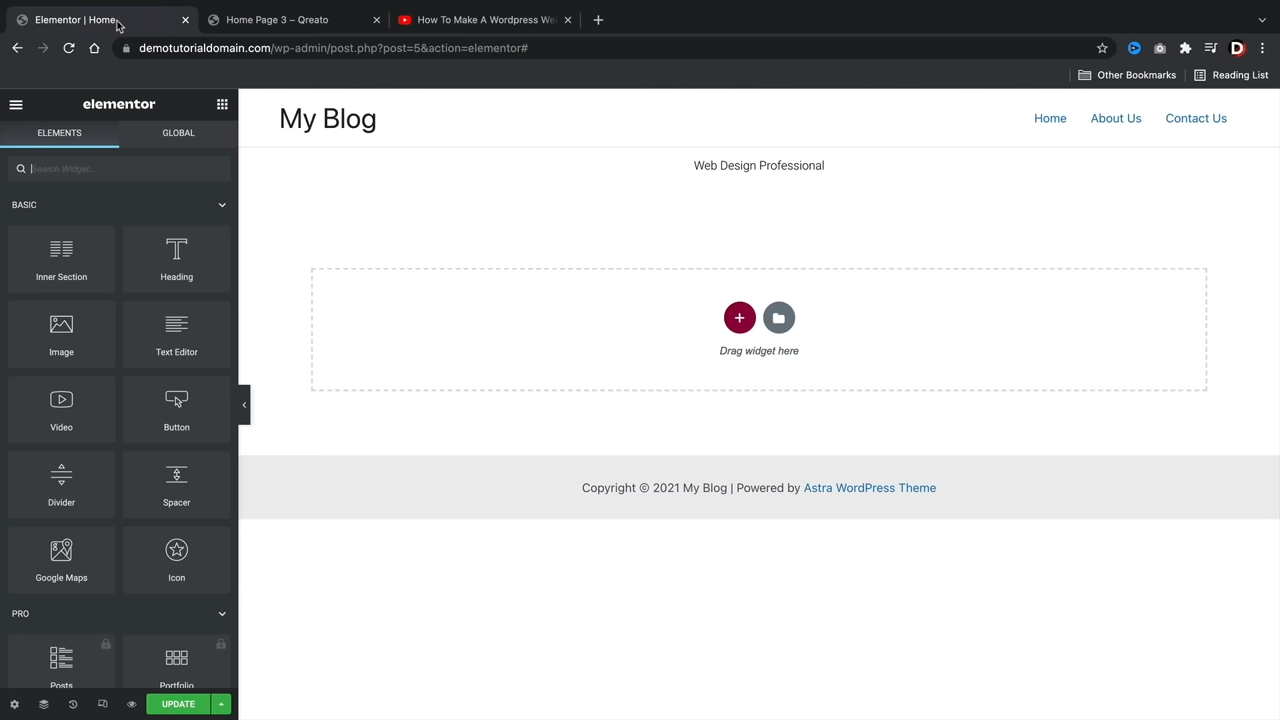 Elementor | Home
Home Page 3 – Qreato
How To Make A Wordpress We
demotutorialdomain.com/wp-admin/post.php?post=5&action=elementor#
D
Other Bookmarks
Reading List
elementor
ELEMENTS
GLOBAL
Search Widget...
BASIC
Inner Section
Heading
Image
Text Editor
Video
Button
Divider
Spacer
Google Maps
Icon
PRO
Posts
Portfolio
UPDATE
My Blog
Home
About Us
Contact Us
Web Design Professional
Drag widget here
Copyright © 2021 My Blog | Powered by Astra WordPress Theme